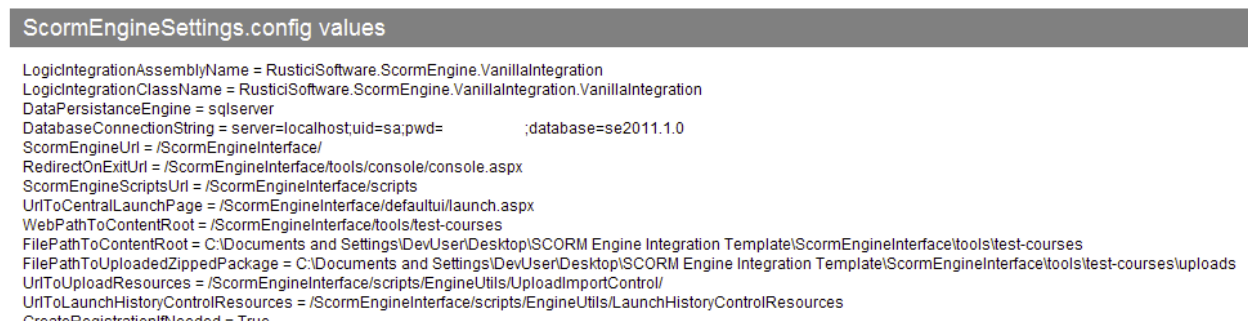 ScormEngineSettings.config values
LogicIntegrationAssemblyName = RusticiSoftware.ScormEngine.VanillaIntegration
LogicIntegrationClassName = RusticiSoftware.ScormEngine.VanillaIntegration.VanillaIntegration
DataPersistanceEngine = sqlserver
DatabaseConnectionString = server=localhost;uid=sa;pwd= ;database=se2011.1.0
ScormEngineUrl = /ScormEngineInterface/
RedirectOnExitUrl = /ScormEngineInterface/tools/console/console.aspx
ScormEngineScriptsUrl = /ScormEngineInterface/scripts
UrlToCentralLaunchPage = /ScormEngineInterface/defaultui/launch.aspx
WebPathToContentRoot = /ScormEngineInterface/tools/test-courses
FilePathToContentRoot = C:\Documents and Settings\DevUser\Desktop\SCORM Engine Integration Template\ScormEngineInterface\tools\test-courses
FilePathToUploadedZippedPackage = C:\Documents and Settings\DevUser\Desktop\SCORM Engine Integration Template\ScormEngineInterface\tools\test-courses\uploads
UrlToUploadResources = /ScormEngineInterface/scripts/EngineUtils/UploadImportControl/
UrlToLaunchHistoryControlResources = /ScormEngineInterface/scripts/EngineUtils/LaunchHistoryControlResources
CreateRegistrationIfNeeded = True